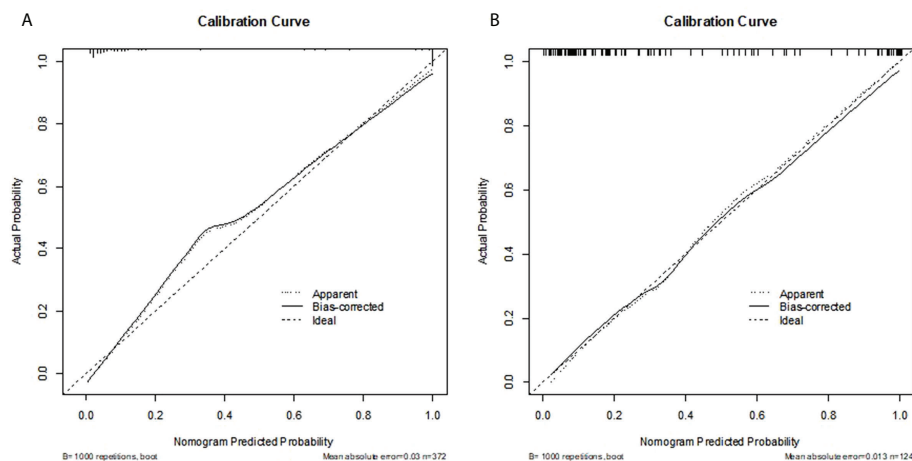 A
Calibration Curve
Actual Probability
1.0
0.8
0.6
0.4
0.2
0.0
Apparent
Bias-corrected
Ideal
0.0 0.2 0.4 0.6 0.8 1.0
Nomogram Predicted Probability
B= 1000 repetitions, boot Mean absolute error=0.03 n=372
B
Calibration Curve
Actual Probability
1.0
0.8
0.6
0.4
0.2
0.0
Apparent
Bias-corrected
Ideal
0.0 0.2 0.4 0.6 0.8 1.0
Nomogram Predicted Probability
B= 1000 repetitions, boot Mean absolute error=0.013 n=124